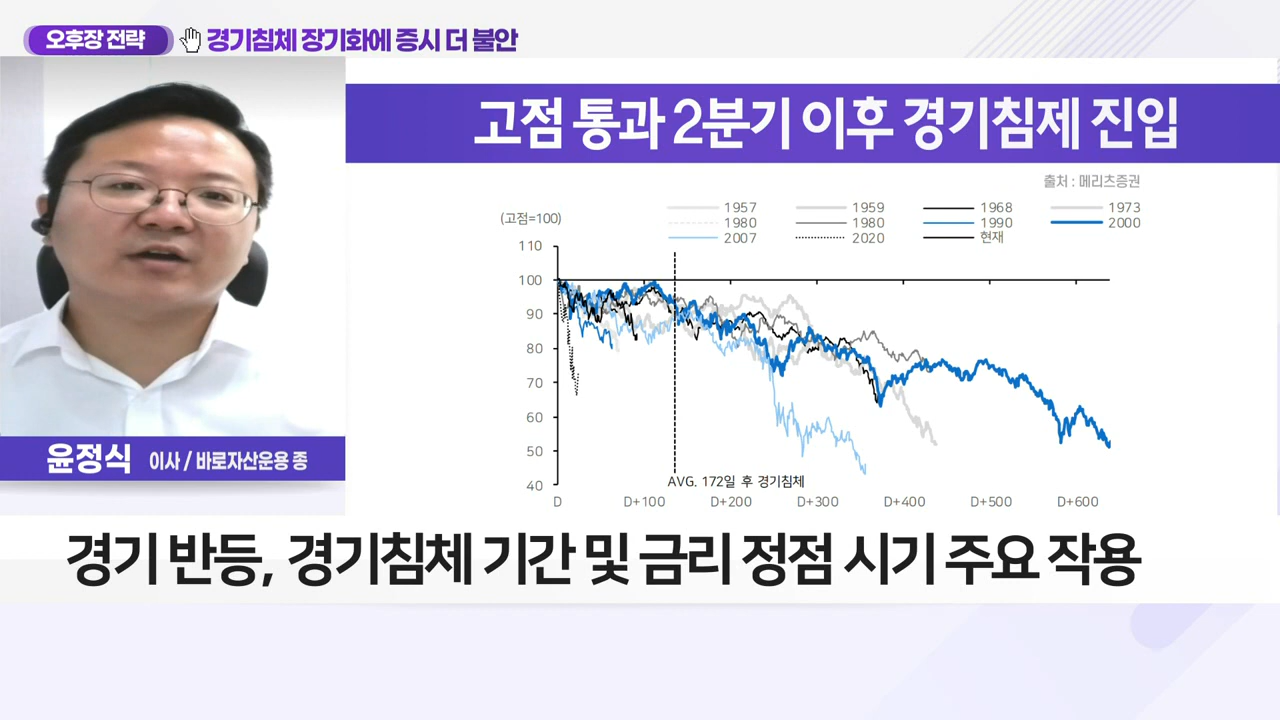 오후장 전략
경기침체 장기화에 증시 더 불안
고점 통과 2분기 이후 경기침제 진입
출처 : 메리츠증권
(고점=100)
1957 1959 1968 1973
1980 1980 1990 2000
2007 2020 현재
110
100
90
80
70
60
50
40
AVG. 172일 후 경기침체
D D+100 D+200 D+300 D+400 D+500 D+600
윤정식 이사 / 바로자산운용 종
경기 반등, 경기침체 기간 및 금리 정점 시기 주요 작용